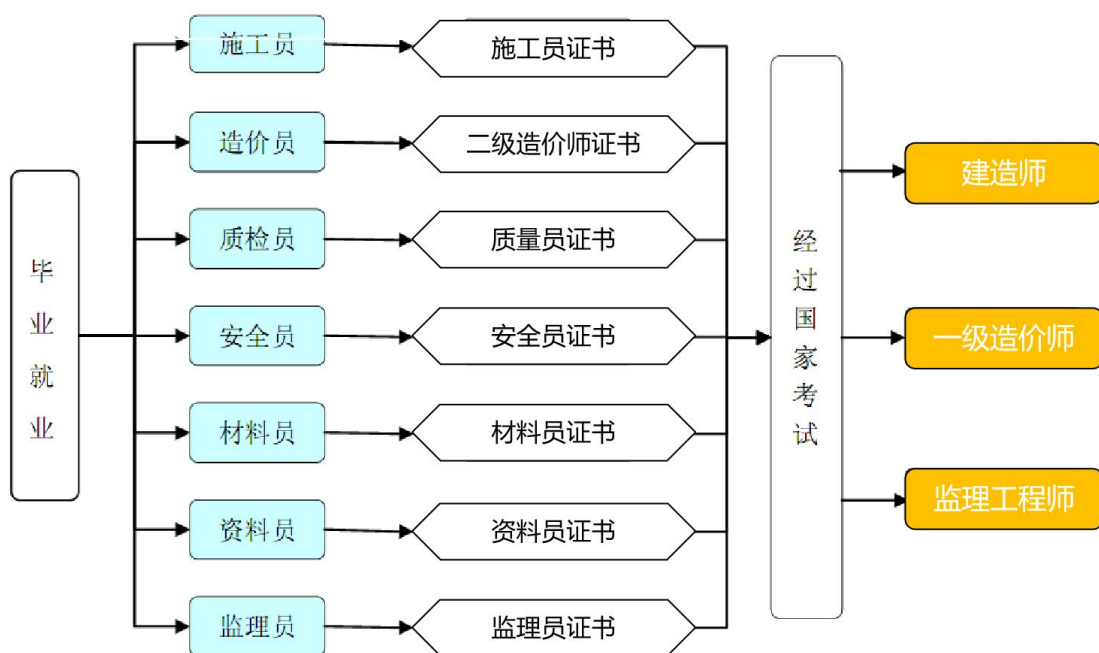 毕业就业
施工员
施工员证书
造价员
二级造价师证书
质检员
质量员证书
安全员
安全员证书
材料员
材料员证书
资料员
资料员证书
监理员
监理员证书
经过国家考试
建造师
一级造价师
监理工程师